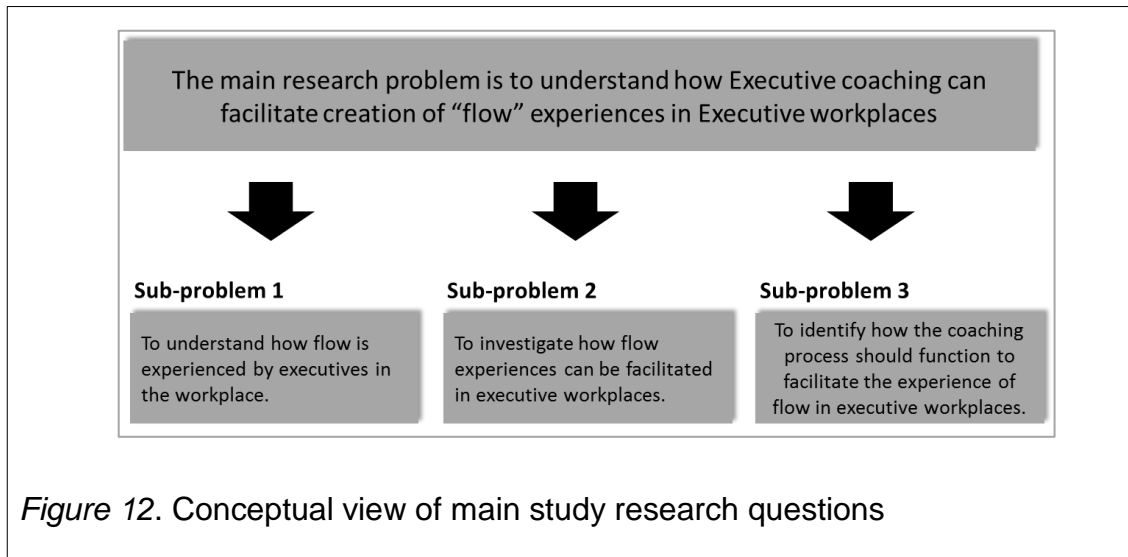 The main research problem is to understand how Executive coaching can
facilitate creation of “flow” experiences in Executive workplaces
Sub-problem 1
To understand how flow is
experienced by executives in
the workplace.
Sub-problem 2
To investigate how flow
experiences can be facilitated
in executive workplaces.
Sub-problem 3
To identify how the coaching
process should function to
facilitate the experience of
flow in executive workplaces.
Figure 12. Conceptual view of main study research questions